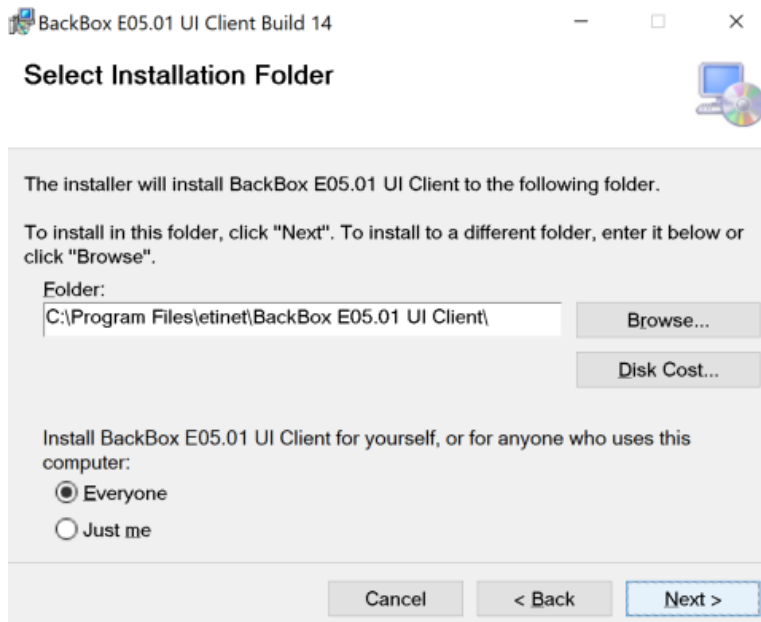 BackBox E05.01 UI Client Build 14
Select Installation Folder
The installer will install BackBox E05.01 UI Client to the following folder.
To install in this folder, click "Next". To install to a different folder, enter it below or
click "Browse".
Folder:
C:\Program Files\etinet\BackBox E05.01 UI Client\
Browse...
Disk Cost...
Install BackBox E05.01 UI Client for yourself, or for anyone who uses this
computer:
Everyone
Just me
Cancel
< Back
Next >